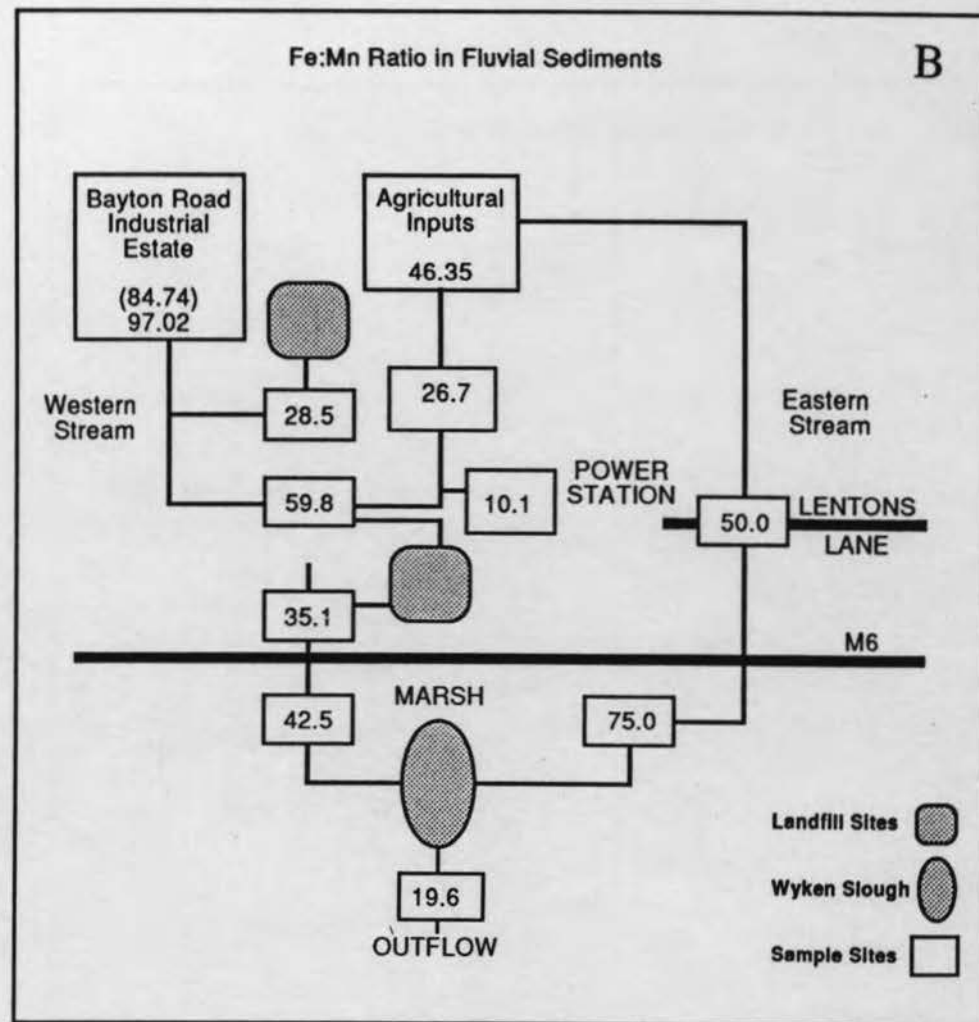 Fe:Mn Ratio in Fluvial Sediments
B
Bayton Road
Industrial
Estate
(84.74)
97.02
Agricultural
Inputs
46.35
Western
Stream
28.5
26.7
Eastern
Stream
59.8
10.1
POWER
STATION
50.0
LENTONS
LANE
35.1
M6
42.5
MARSH
75.0
Landfill Sites
Wyken Slough
19.6
OUTFLOW
Sample Sites